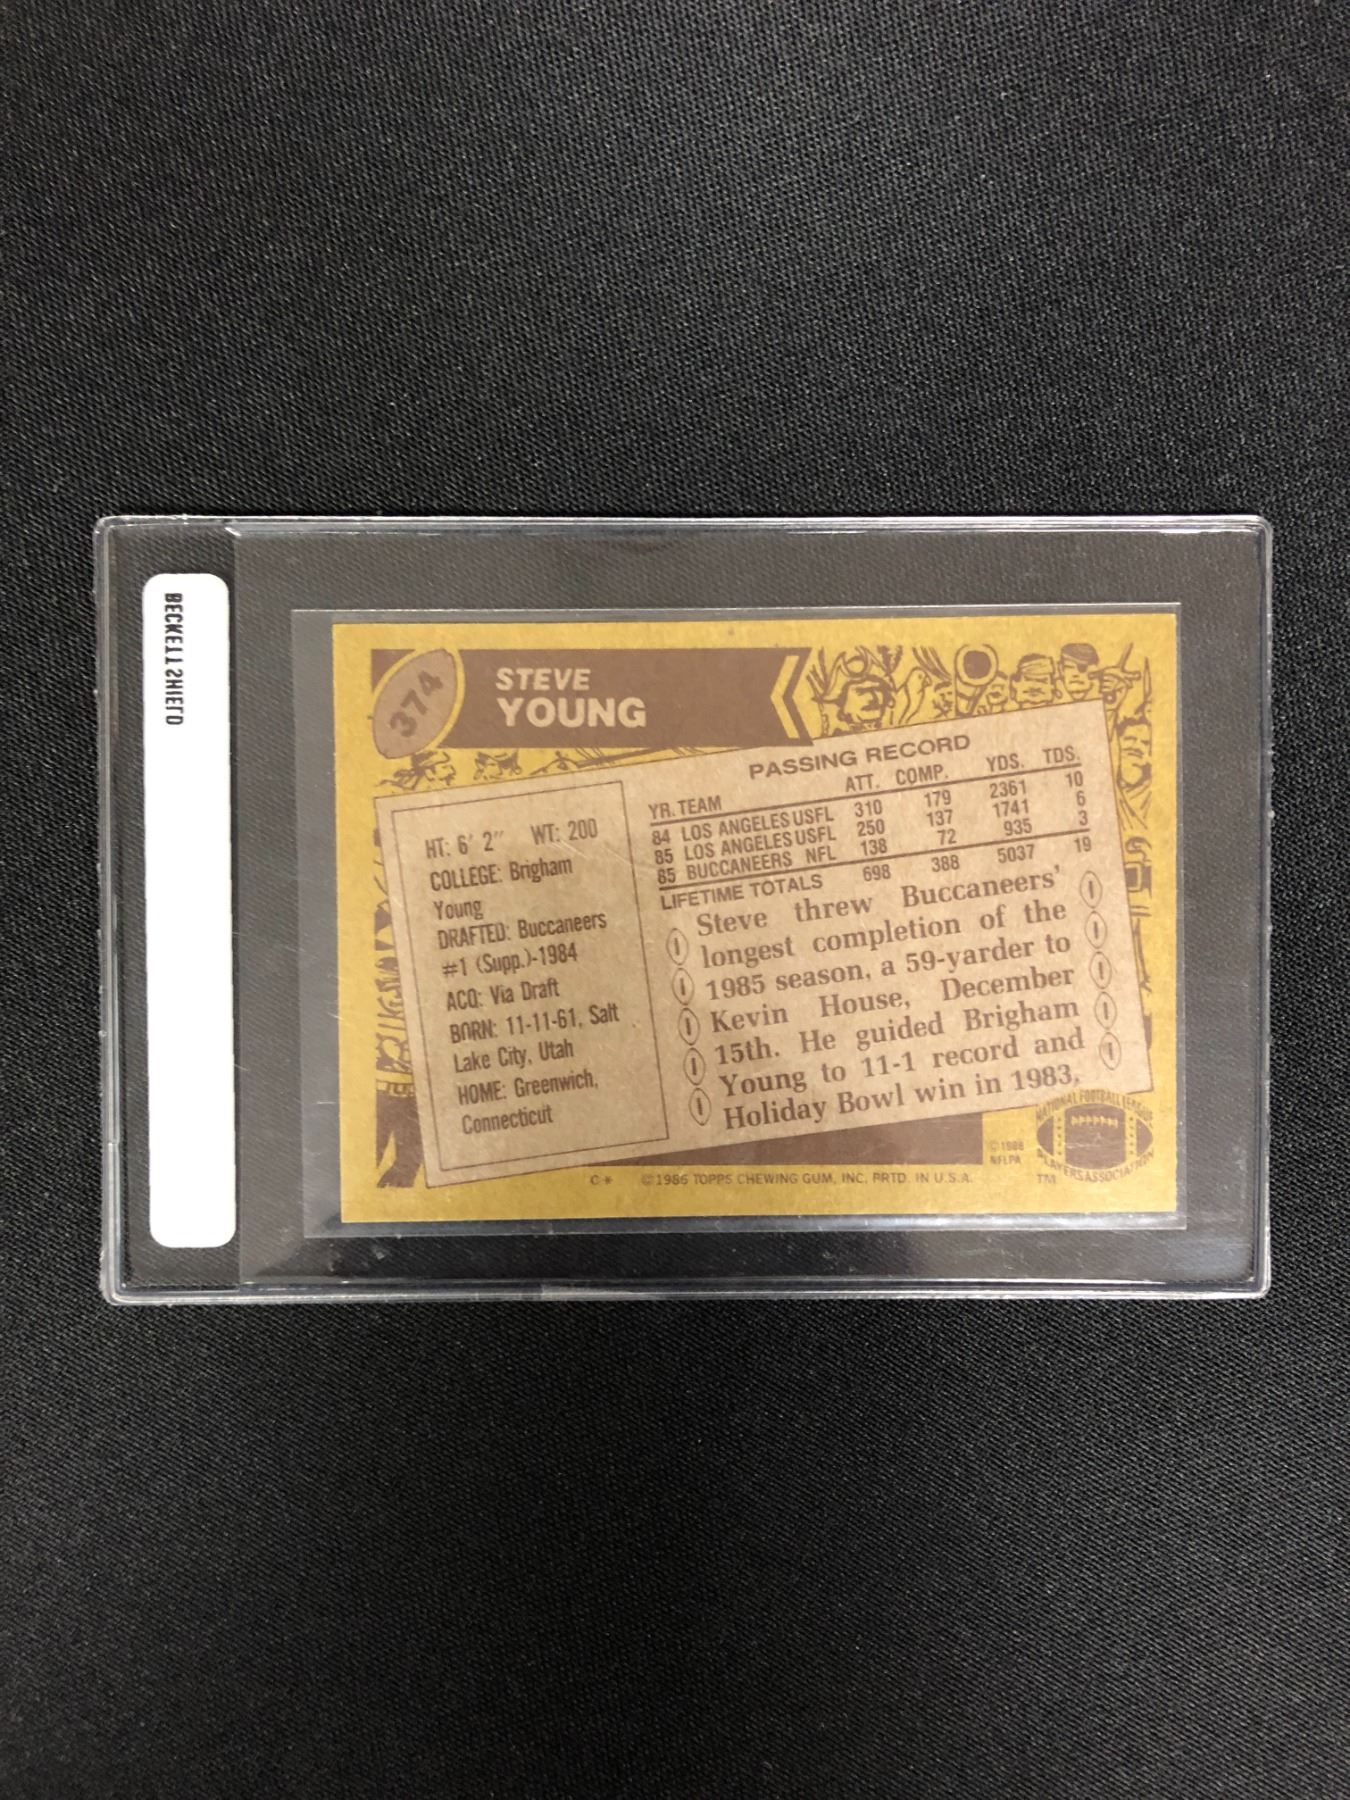 BECKETT SHIELD
374
STEVE
YOUNG
HT: 6' 2" WT: 200
COLLEGE: Brigham
Young
DRAFTED: Buccaneers
#1 (Supp.)-1984
ACQ: Via Draft
BORN: 11-11-61, Salt
Lake City, Utah
HOME: Greenwich,
Connecticut
PASSING RECORD
YR. TEAM ATT. COMP. YDS. TDS.
84 LOS ANGELES USFL 310 179 2361 10
85 LOS ANGELES USFL 250 137 1741 6
85 BUCCANEERS NFL 138 72 935 3
LIFETIME TOTALS 698 388 5037 19
Steve threw Buccaneers'
longest completion of the
1985 season, a 59-yarder to
Kevin House, December
15th. He guided Brigham
Young to 11-1 record and
Holiday Bowl win in 1983.
C* © 1986 TOPPS CHEWING GUM, INC. PRTD. IN U.S.A.
© 1986
NFLPA
NATIONAL FOOTBALL LEAGUE
PLAYERS ASSOCIATION
TM